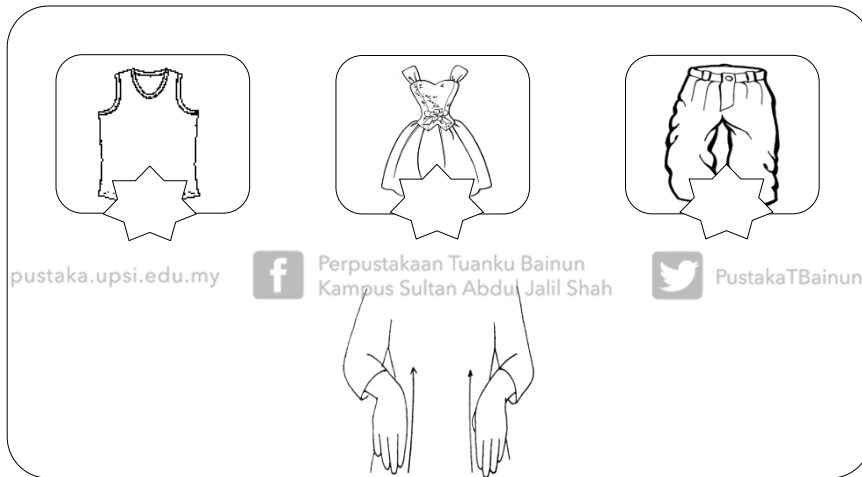 pustaka.upsi.edu.my
Perpustakaan Tuanku Bainun
Kampus Sultan Abdul Jalil Shah
PustakaTBainun